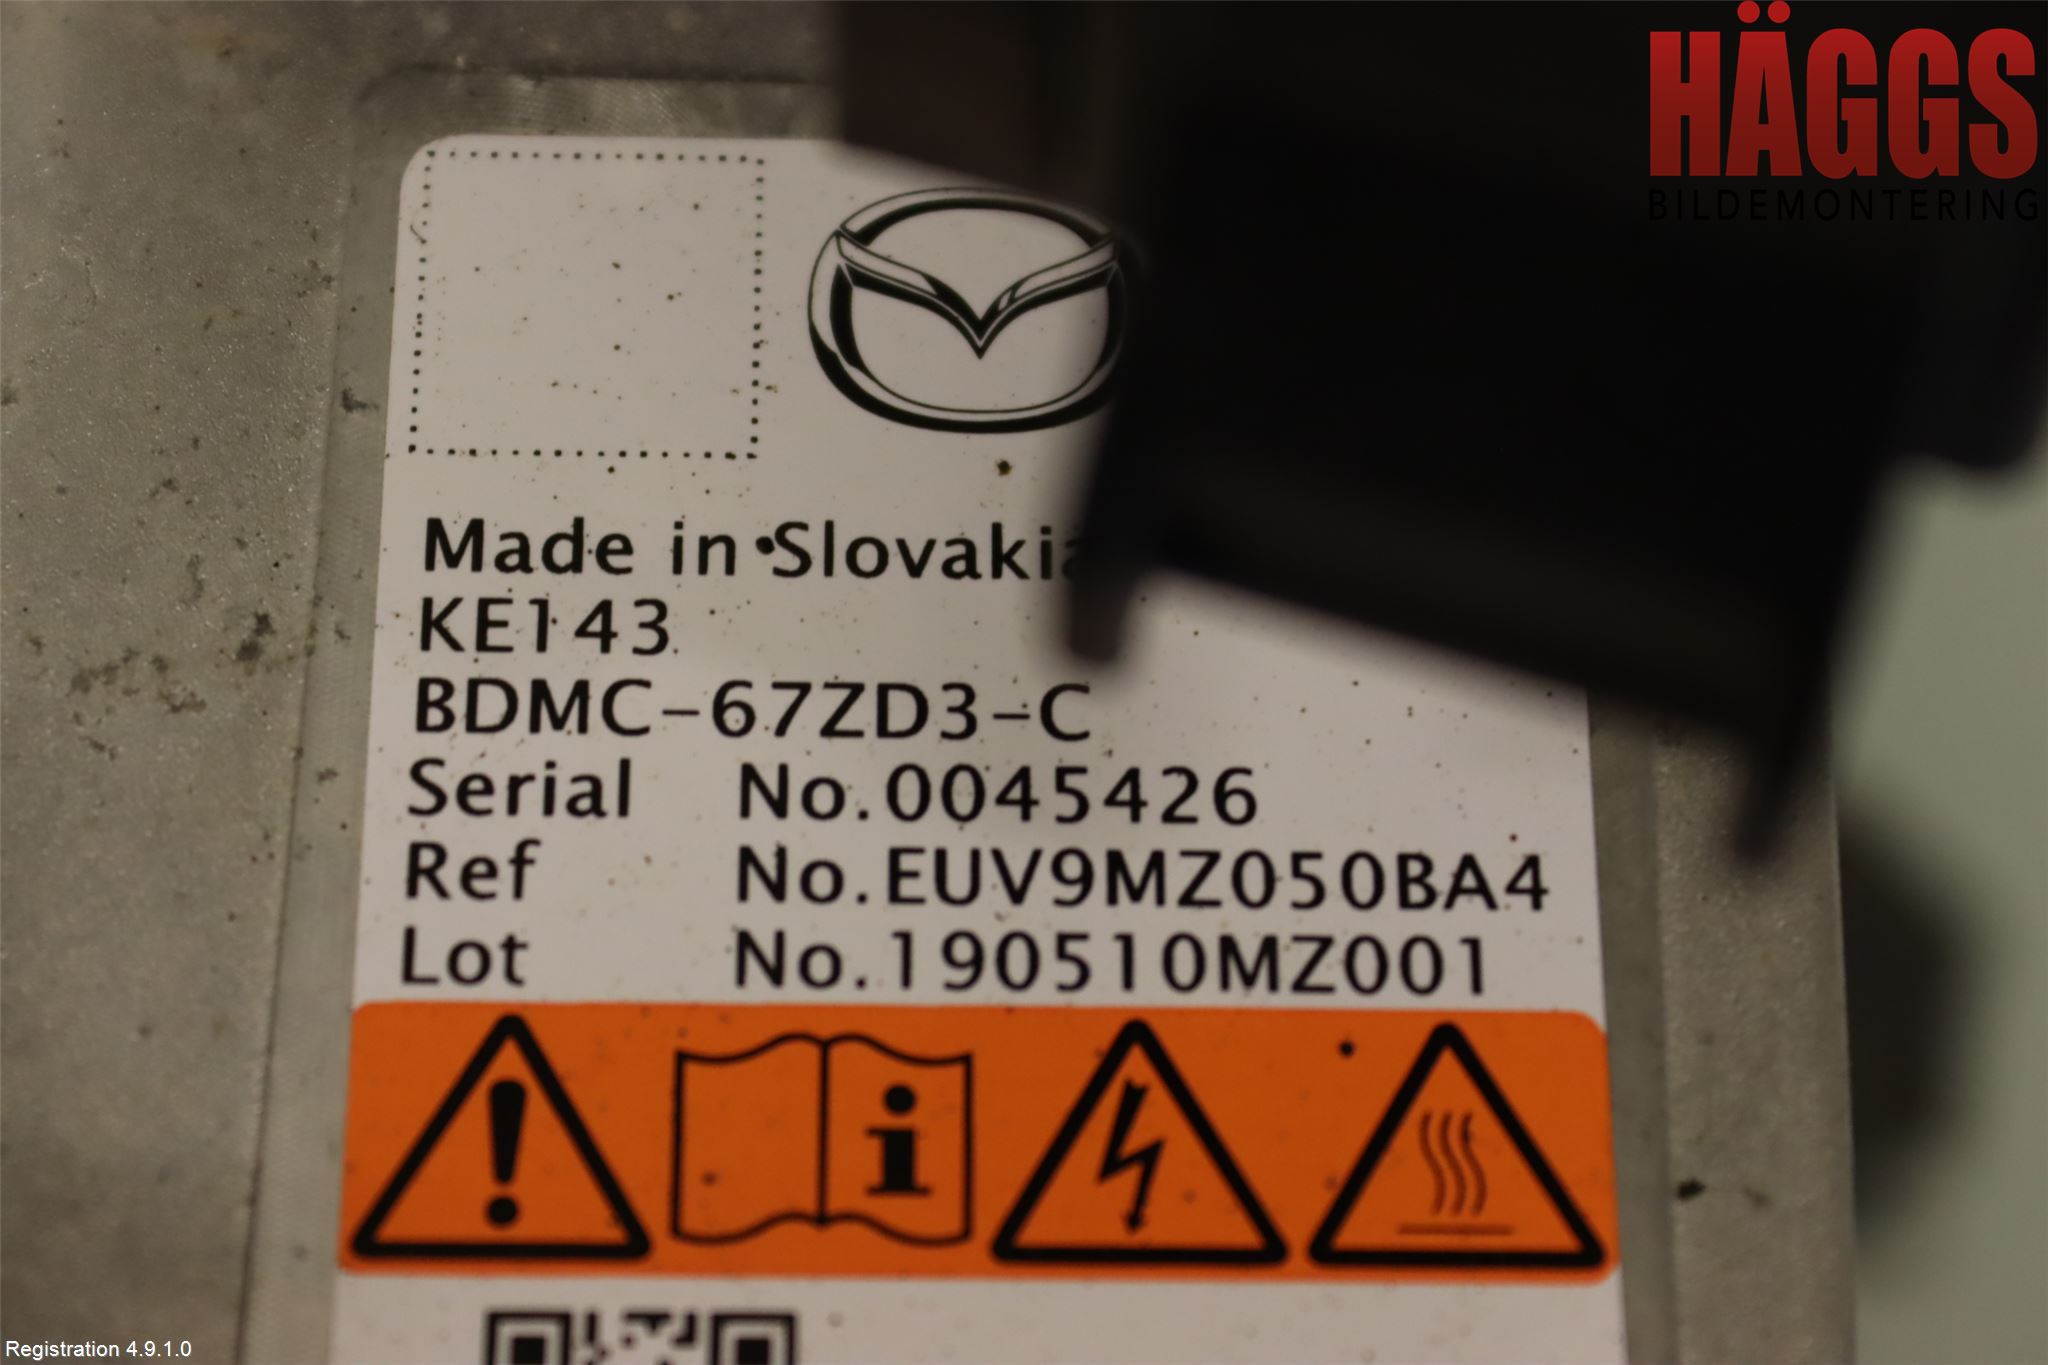 HÄGGS
BILDEMONTERING
Made in Slovakia
KE143
BDMC-67ZD3-C
Serial No.0045426
Ref No.EUV9MZ050BA4
Lot No.190510MZ001
Registration 4.9.1.0